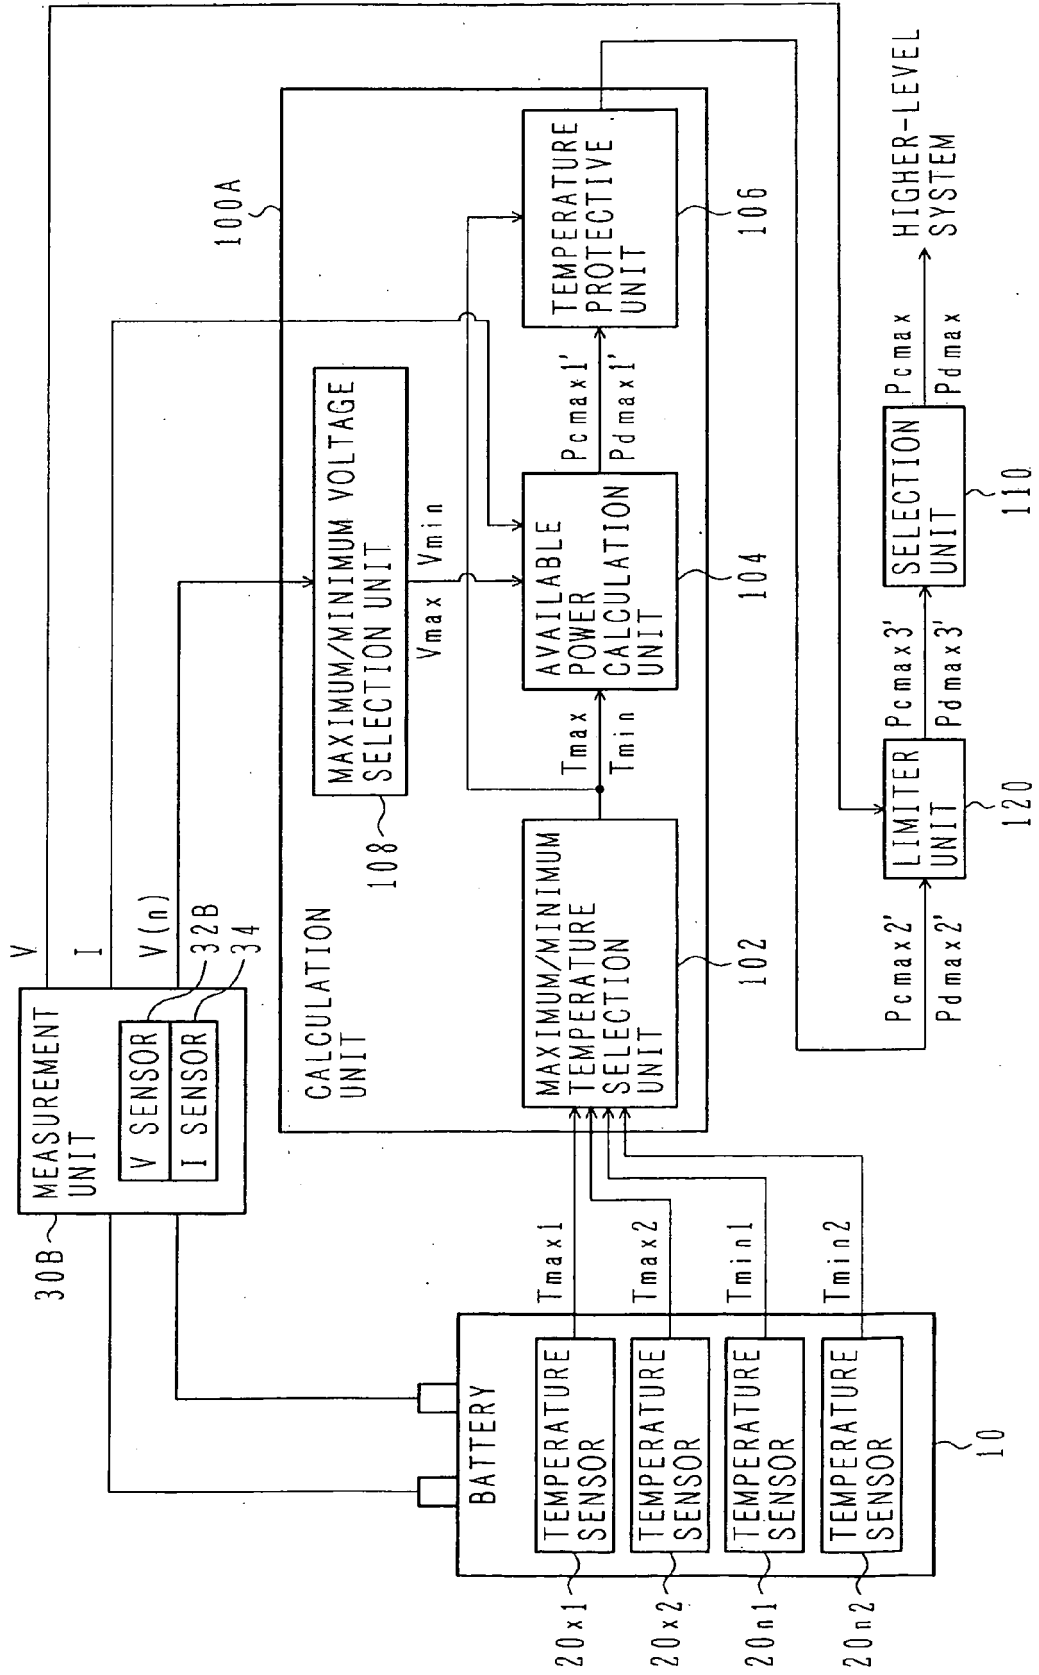 30B
MEASUREMENT
UNIT
V SENSOR
I SENSOR
32B
34
V
I
V(n)
100A
CALCULATION
UNIT
MAXIMUM/MINIMUM VOLTAGE
SELECTION UNIT
108
Vmax Vmin
MAXIMUM/MINIMUM
TEMPERATURE
SELECTION
UNIT
102
Tmax
Tmin
AVAILABLE
POWER
CALCULATION
UNIT
104
Pcmax1'
Pdmax1'
TEMPERATURE
PROTECTIVE
UNIT
106
BATTERY
10
20x1
TEMPERATURE
SENSOR
Tmax1
20x2
TEMPERATURE
SENSOR
Tmax2
20n1
TEMPERATURE
SENSOR
Tmin1
20n2
TEMPERATURE
SENSOR
Tmin2
Pcmax2'
Pdmax2'
LIMITER
UNIT
120
Pcmax3'
Pdmax3'
SELECTION
UNIT
110
Pcmax
Pdmax
HIGHER-LEVEL
SYSTEM